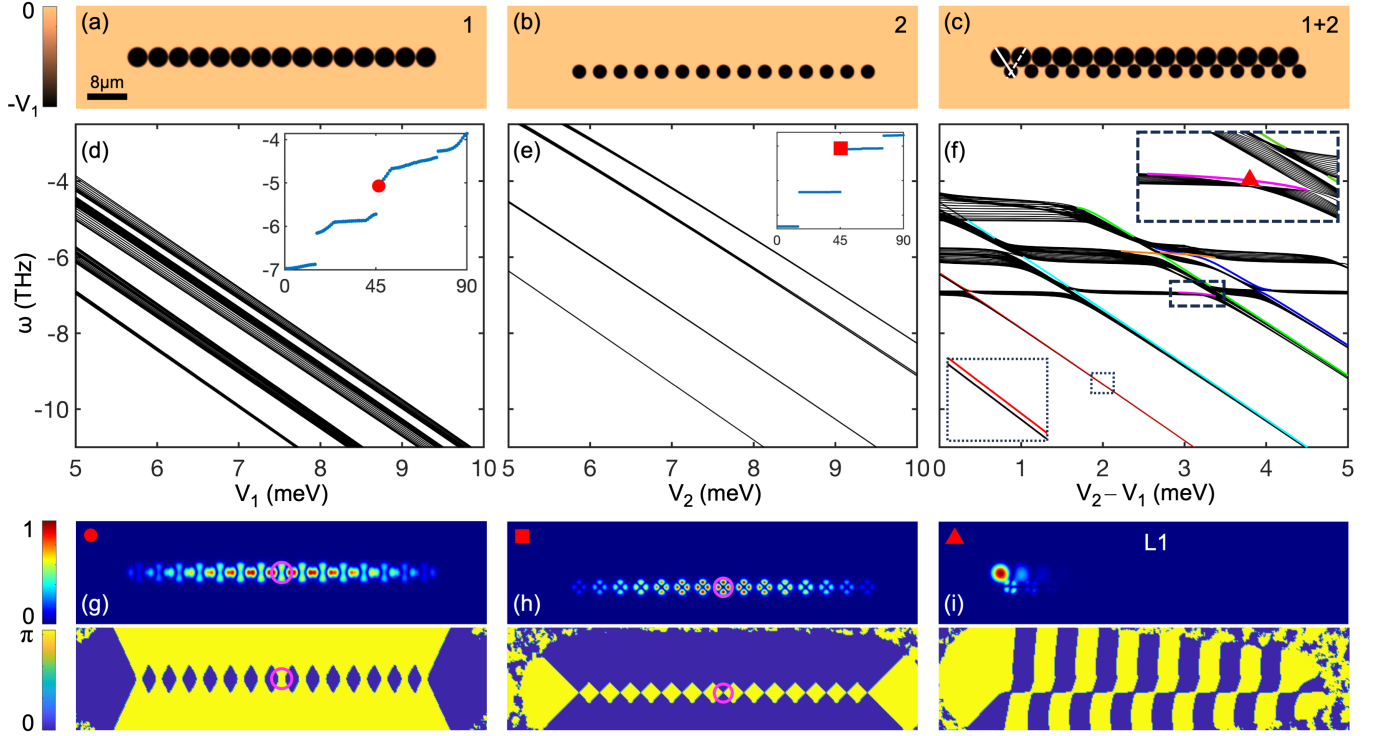 0
-V1
(a)
1
8μm
(b)
2
(c)
1+2
ω (THz)
-4
-6
-8
-10
(d)
-4
-5
-6
-7
0
45
90
5
6
7
8
9
10
V1 (meV)
(e)
0
45
90
5
6
7
8
9
10
V2 (meV)
(f)
0
1
2
3
4
5
V2−V1 (meV)
1
0
(g)
(h)
L1
(i)
π
0